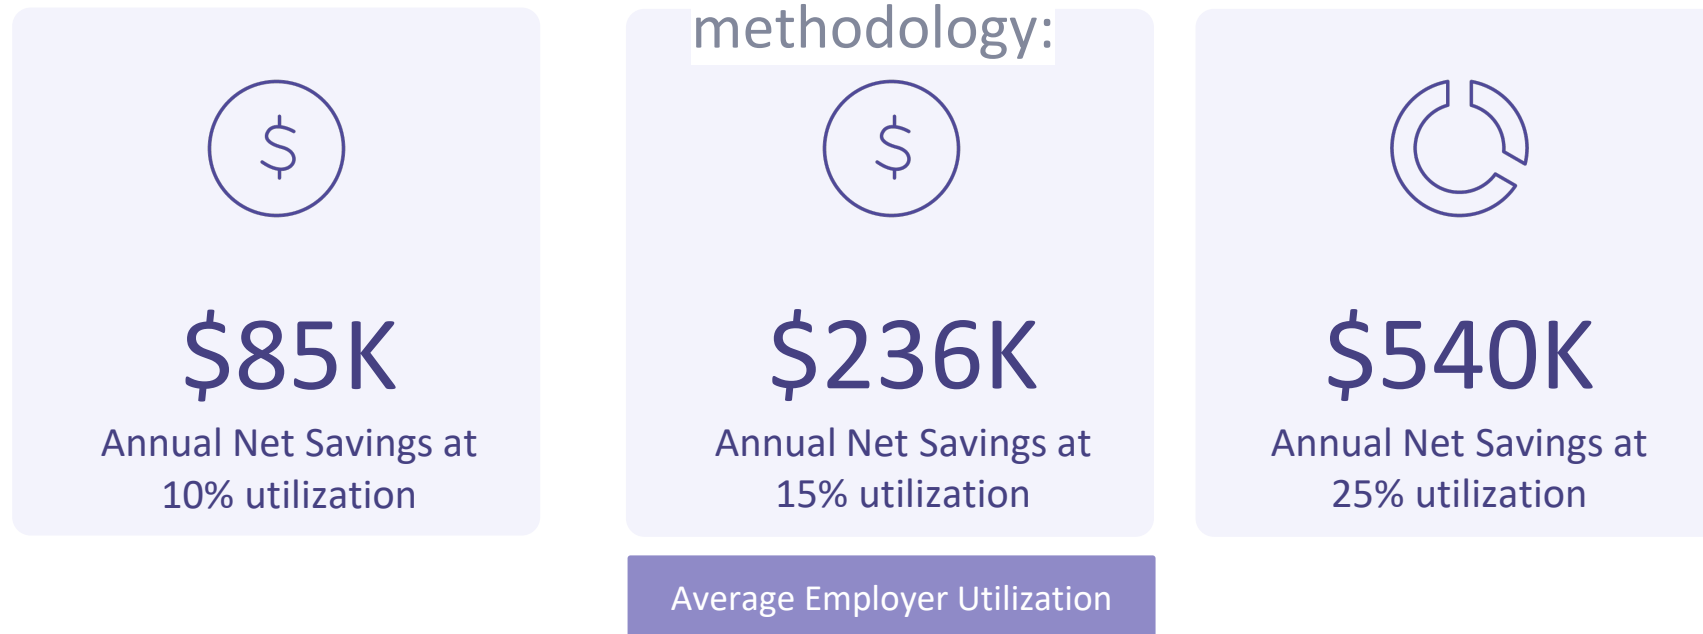 methodology:
$85K
Annual Net Savings at
10% utilization
$236K
Annual Net Savings at
15% utilization
Average Employer Utilization
$540K
Annual Net Savings at
25% utilization